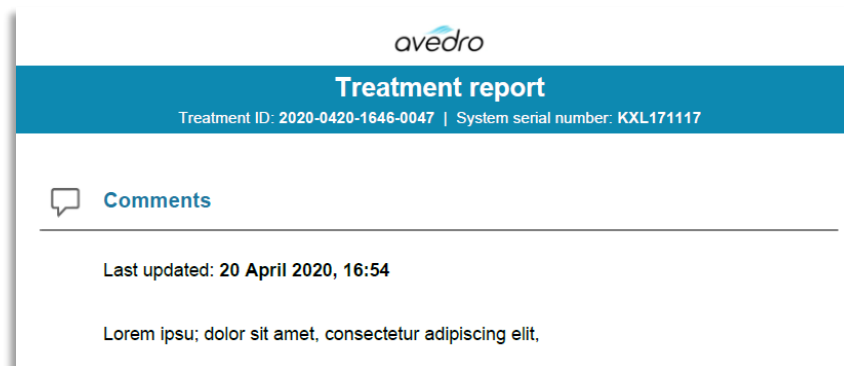 avedro
Treatment report
Treatment ID: 2020-0420-1646-0047 | System serial number: KXL171117
Comments
Last updated: 20 April 2020, 16:54
Lorem ipsu; dolor sit amet, consectetur adipiscing elit,